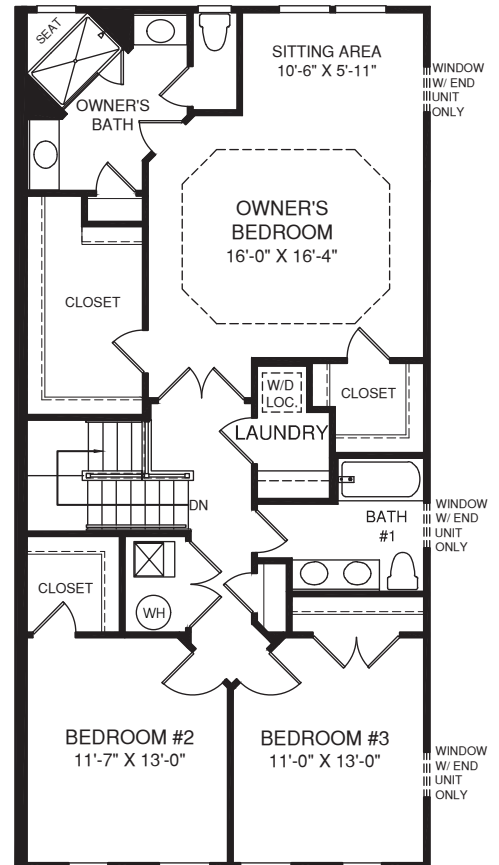 SEAT
SITTING AREA
10'-6" X 5'-11"
WINDOW
W/ END
UNIT
ONLY
OWNER'S
BATH
OWNER'S
BEDROOM
16'-0" X 16'-4"
CLOSET
W/D
LOC.
CLOSET
LAUNDRY
DN
BATH
#1
WINDOW
W/ END
UNIT
ONLY
CLOSET
WH
BEDROOM #2
11'-7" X 13'-0"
BEDROOM #3
11'-0" X 13'-0"
WINDOW
W/ END
UNIT
ONLY